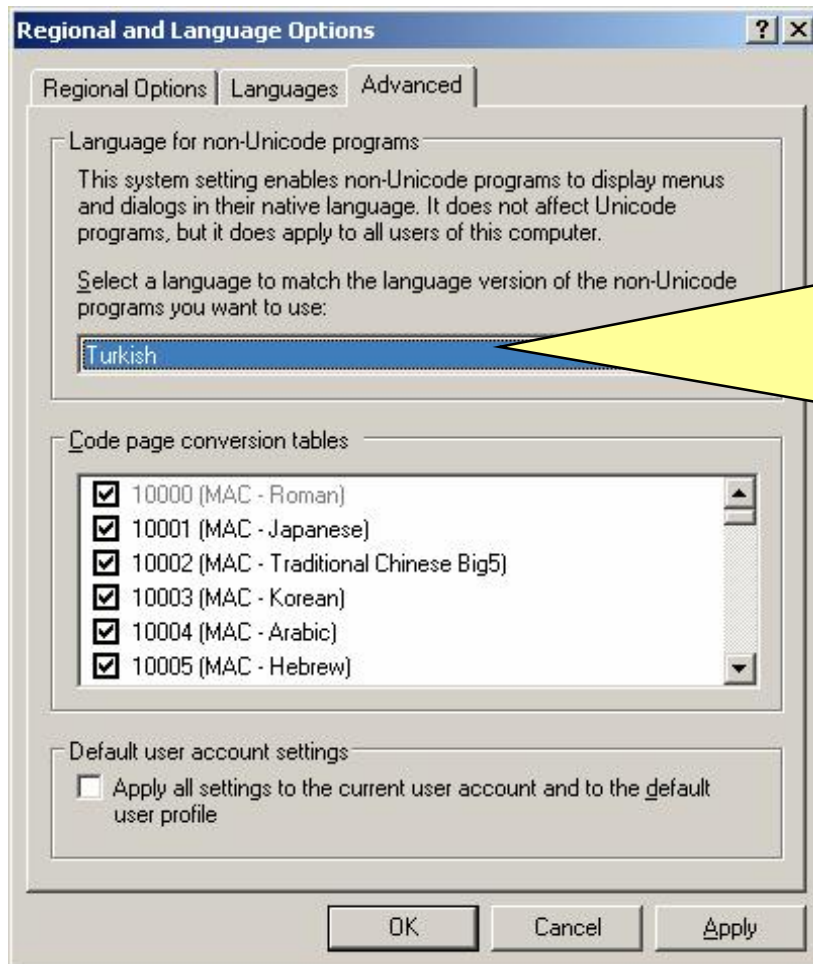 Regional and Language Options
Regional Options
Languages
Advanced
Language for non-Unicode programs
This system setting enables non-Unicode programs to display menus
and dialogs in their native language. It does not affect Unicode
programs, but it does apply to all users of this computer.
Select a language to match the language version of the non-Unicode
programs you want to use:
Turkish
Code page conversion tables
10000 (MAC - Roman)
10001 (MAC - Japanese)
10002 (MAC - Traditional Chinese Big5)
10003 (MAC - Korean)
10004 (MAC - Arabic)
10005 (MAC - Hebrew)
Default user account settings
Apply all settings to the current user account and to the default
user profile
OK
Cancel
Apply